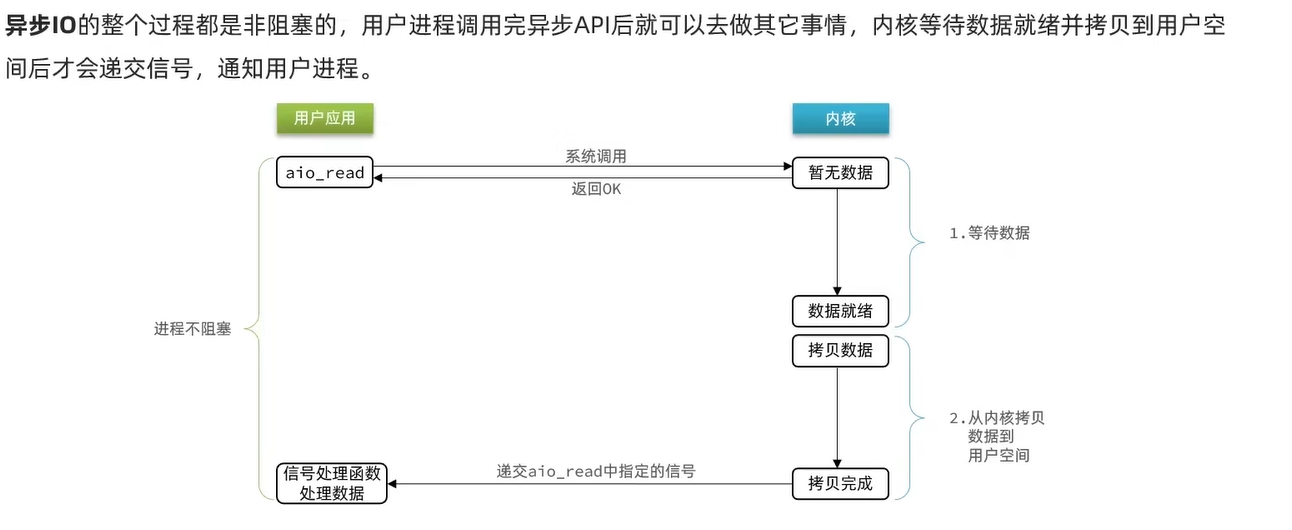 异步IO的整个过程都是非阻塞的，用户进程调用完异步API后就可以去做其它事情，内核等待数据就绪并拷贝到用户空
间后才会递交信号，通知用户进程。
用户应用
内核
aio_read
系统调用
返回OK
暂无数据
1.等待数据
数据就绪
进程不阻塞
拷贝数据
2.从内核拷贝
数据到
用户空间
信号处理函数
处理数据
递交aio_read中指定的信号
拷贝完成